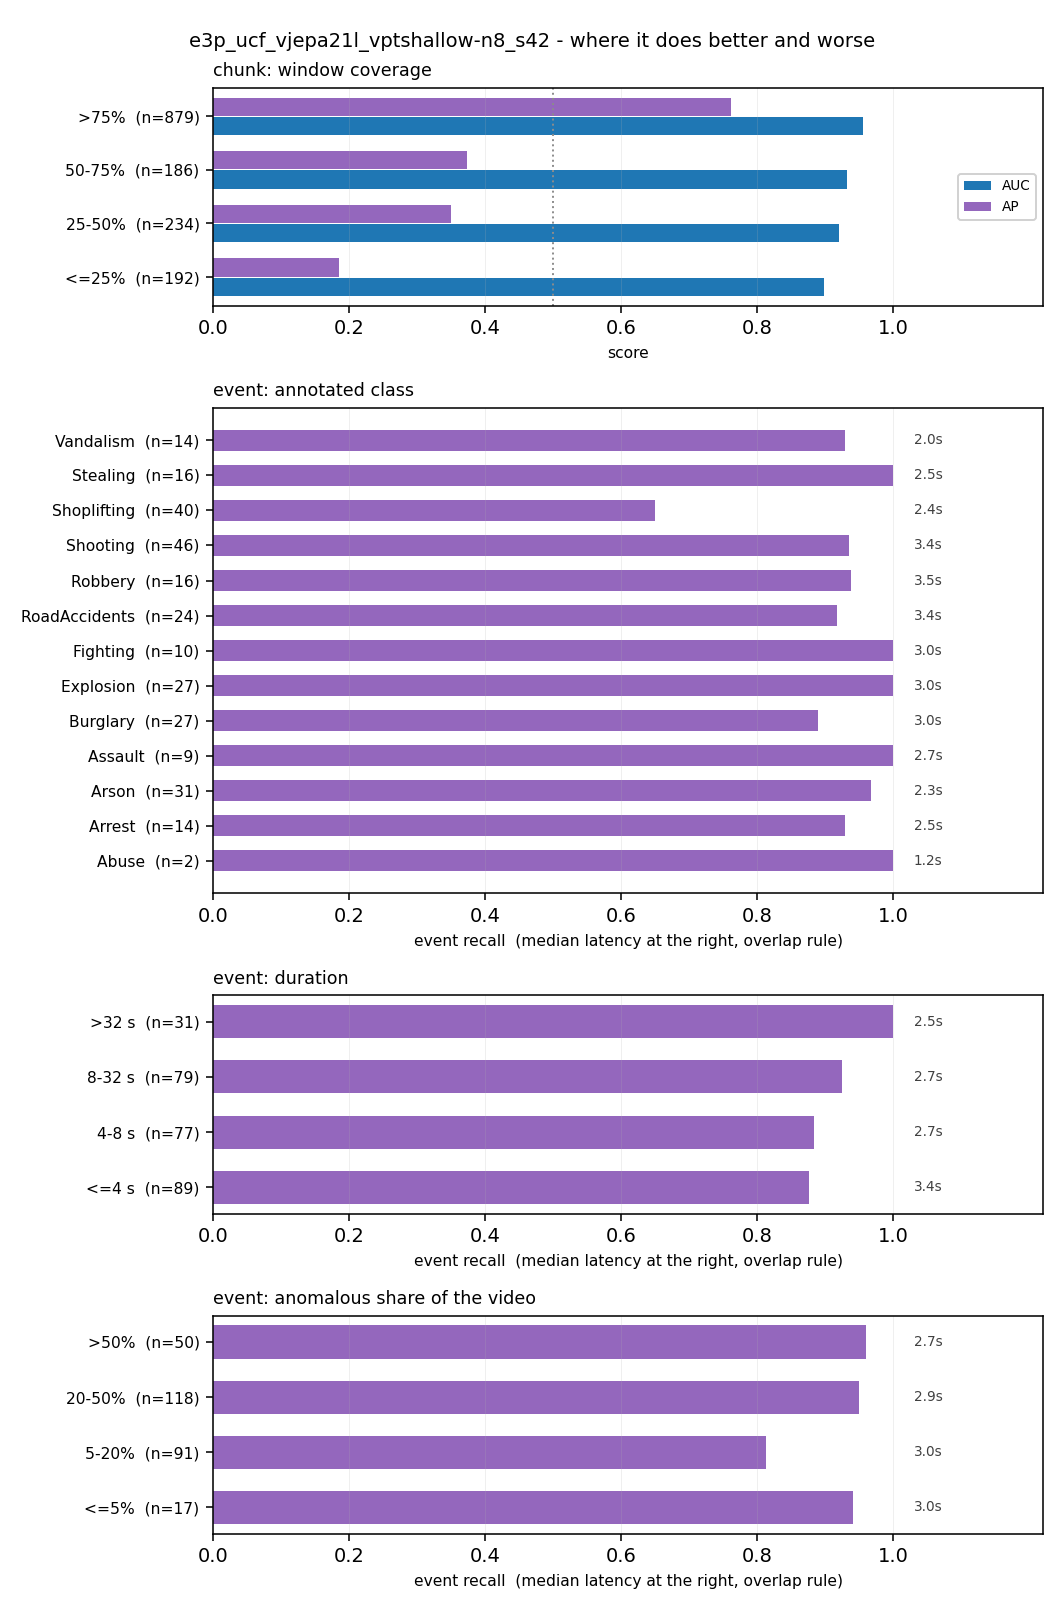 e3p_ucf_vjepa21l_vptshallow-n8_s42 - where it does better and worse
chunk: window coverage
>75% (n=879)
50-75% (n=186)
25-50% (n=234)
<=25% (n=192)
AUC
AP
0.0 0.2 0.4 0.6 0.8 1.0
score
event: annotated class
Vandalism (n=14) 2.0s
Stealing (n=16) 2.5s
Shoplifting (n=40) 2.4s
Shooting (n=46) 3.4s
Robbery (n=16) 3.5s
RoadAccidents (n=24) 3.4s
Fighting (n=10) 3.0s
Explosion (n=27) 3.0s
Burglary (n=27) 3.0s
Assault (n=9) 2.7s
Arson (n=31) 2.3s
Arrest (n=14) 2.5s
Abuse (n=2) 1.2s
0.0 0.2 0.4 0.6 0.8 1.0
event recall (median latency at the right, overlap rule)
event: duration
>32 s (n=31) 2.5s
8-32 s (n=79) 2.7s
4-8 s (n=77) 2.7s
<=4 s (n=89) 3.4s
0.0 0.2 0.4 0.6 0.8 1.0
event recall (median latency at the right, overlap rule)
event: anomalous share of the video
>50% (n=50) 2.7s
20-50% (n=118) 2.9s
5-20% (n=91) 3.0s
<=5% (n=17) 3.0s
0.0 0.2 0.4 0.6 0.8 1.0
event recall (median latency at the right, overlap rule)